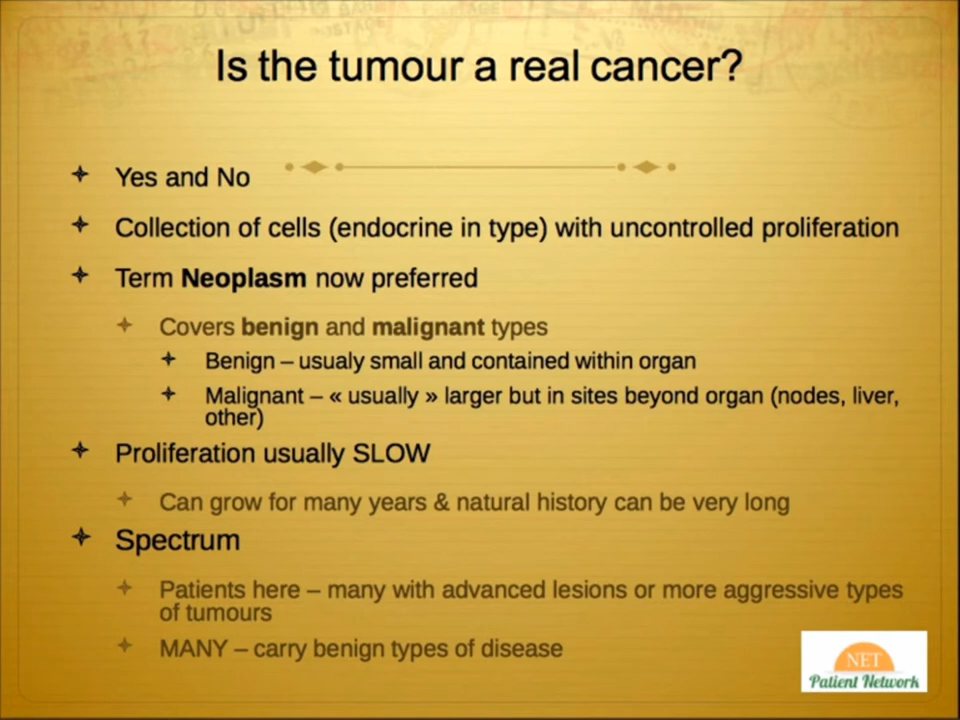 Is the tumour a real cancer?
Yes and No
Collection of cells (endocrine in type) with uncontrolled proliferation
Term Neoplasm now preferred
Covers benign and malignant types
Benign – usualy small and contained within organ
Malignant – « usually » larger but in sites beyond organ (nodes, liver,
other)
Proliferation usually SLOW
Can grow for many years & natural history can be very long
Spectrum
Patients here – many with advanced lesions or more aggressive types
of tumours
MANY – carry benign types of disease
NET
Patient Network